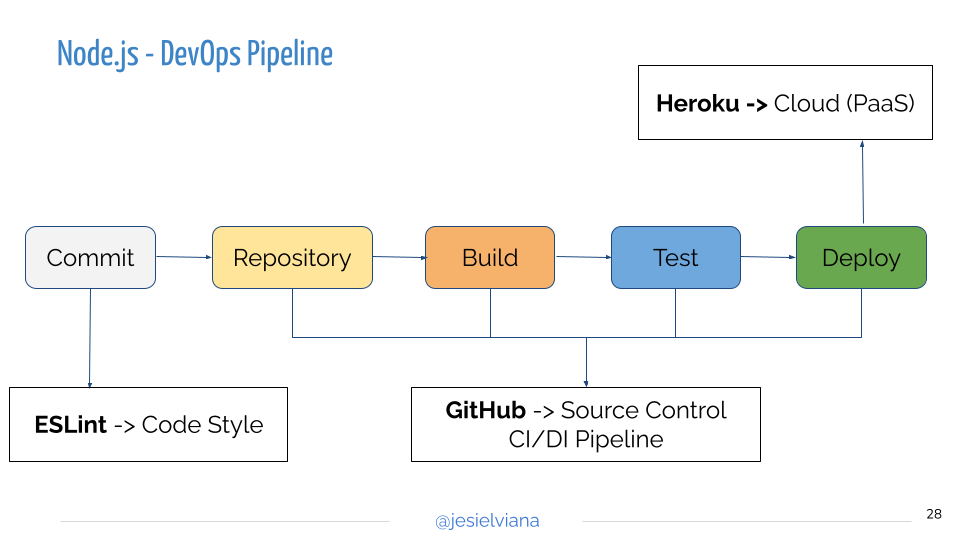 Node.js - DevOps Pipeline
Heroku -> Cloud (PaaS)
Commit
Repository
Build
Test
Deploy
ESLint -> Code Style
GitHub -> Source Control
CI/DI Pipeline
@jesielviana
28